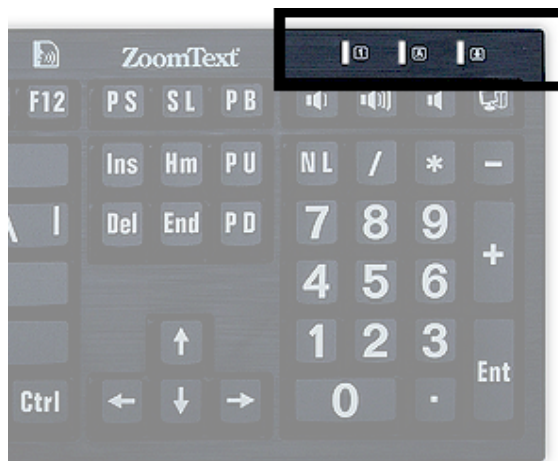 ZoomText
1 A
F12 PS SL PB
Ins Hm PU NL / * -
Del End PD 7 8 9 +
4 5 6
1 2 3
Ent
Ctrl 0 .